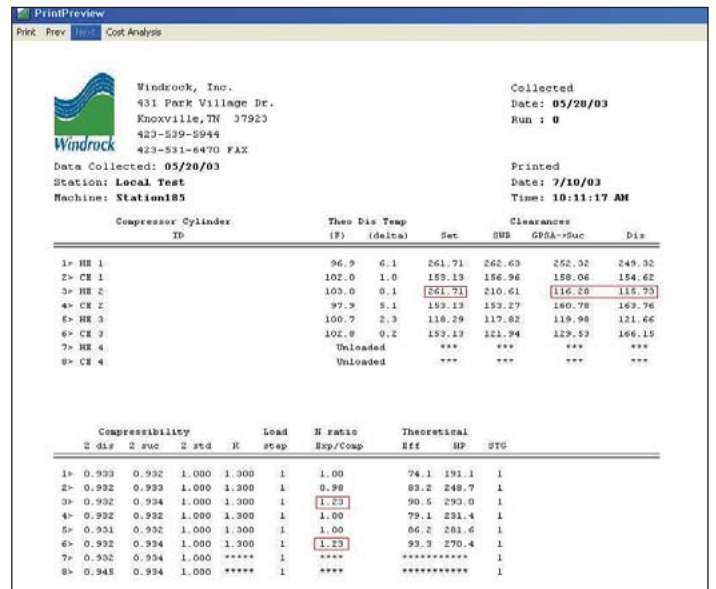 PrintPreview
Print Prev Next Cost Analysis
Windrock, Inc. Collected
431 Park Village Dr. Date: 05/20/03
Knoxville,TN 37923 Run : 0
423-539-5944
Windrock 423-531-6470 FAX
Data Collected: 05/20/03 Printed
Station: Local Test Date: 7/10/03
Machine: Station185 Time: 10:11:17 AM
Compressor Cylinder Theo Dis Temp Clearances
ID (F) (delta) Set SWR GPSA->Suc Dis
1> HE 1 96.9 6.1 261.71 262.63 252.32 249.32
2> CE 1 102.0 1.0 153.13 156.96 158.06 154.62
3> HE 2 103.0 0.1 261.71 210.61 116.20 115.73
4> CE 2 97.9 5.1 153.13 153.27 160.78 163.76
5> HE 3 100.7 2.3 118.29 117.82 119.98 121.66
6> CE 3 102.8 0.2 153.13 121.94 129.53 166.15
7> HE 4 Unloaded *** *** *** ***
8> CE 4 Unloaded *** *** *** ***
Compressibility Load N ratio Theoretical
Z dis Z suc Z std K step Exp/Comp Eff HP STG
1> 0.933 0.932 1.000 1.300 1 1.00 74.1 191.1 1
2> 0.932 0.933 1.000 1.300 1 0.98 83.2 248.7 1
3> 0.932 0.934 1.000 1.300 1 1.23 90.5 293.0 1
4> 0.932 0.932 1.000 1.300 1 1.00 79.1 231.4 1
5> 0.931 0.932 1.000 1.300 1 1.00 86.2 281.6 1
6> 0.932 0.934 1.000 1.300 1 1.23 93.3 270.4 1
7> 0.932 0.934 1.000 ***** 1 **** *********** 1
8> 0.945 0.934 1.000 ***** 1 **** *********** 1